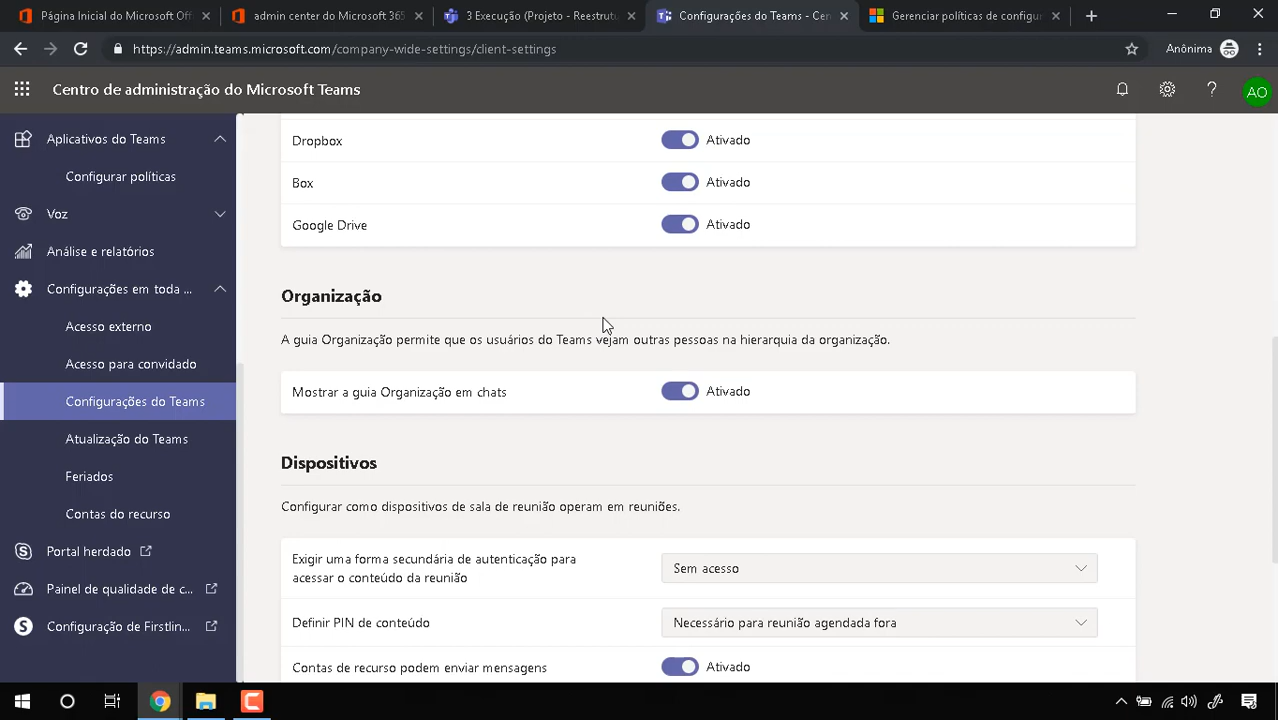 Página Inicial do Microsoft Off
admin center do Microsoft 365
3 Execução (Projeto - Reestrutu
Configurações do Teams - Cen
Gerenciar políticas de configur
https://admin.teams.microsoft.com/company-wide-settings/client-settings
Anônima
Centro de administração do Microsoft Teams
AO
Aplicativos do Teams
Configurar políticas
Voz
Análise e relatórios
Configurações em toda ...
Acesso externo
Acesso para convidado
Configurações do Teams
Atualização do Teams
Feriados
Contas do recurso
Portal herdado
Painel de qualidade de c...
Configuração de Firstlin...
Dropbox
Ativado
Box
Ativado
Google Drive
Ativado
Organização
A guia Organização permite que os usuários do Teams vejam outras pessoas na hierarquia da organização.
Mostrar a guia Organização em chats
Ativado
Dispositivos
Configurar como dispositivos de sala de reunião operam em reuniões.
Exigir uma forma secundária de autenticação para
acessar o conteúdo da reunião
Sem acesso
Definir PIN de conteúdo
Necessário para reunião agendada fora
Contas de recurso podem enviar mensagens
Ativado